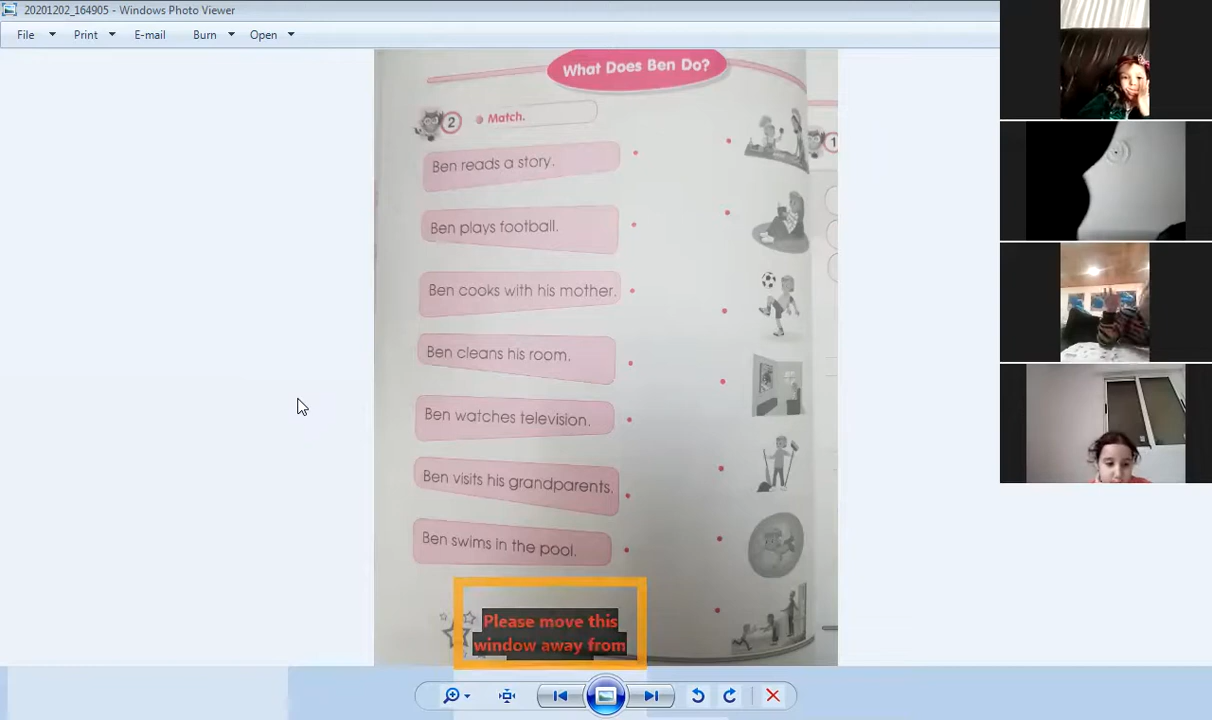 20201202_164905 - Windows Photo Viewer
File Print E-mail Burn Open
What Does Ben Do?
2 Match.
1
Ben reads a story.
Ben plays football.
Ben cooks with his mother.
Ben cleans his room.
Ben watches television.
Ben visits his grandparents.
Ben swims in the pool.
Please move this
window away from